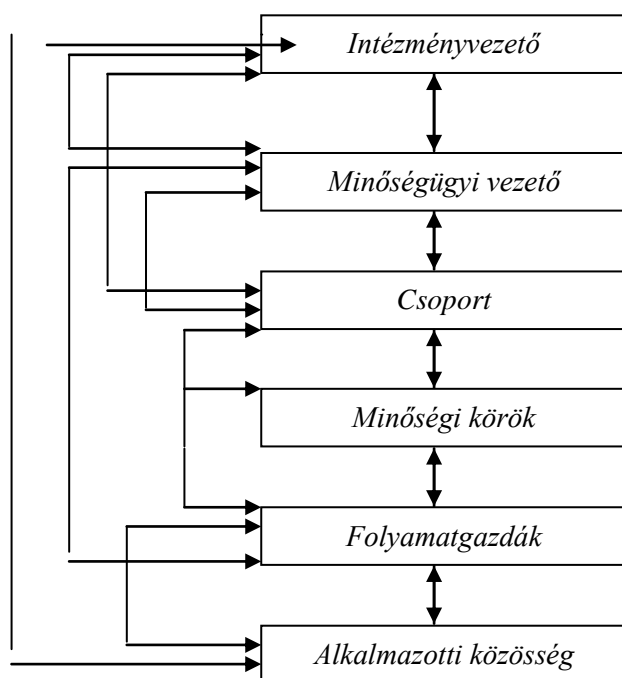 Intézményvezető
Minőségügyi vezető
Csoport
Minőségi körök
Folyamatgazdák
Alkalmazotti közösség